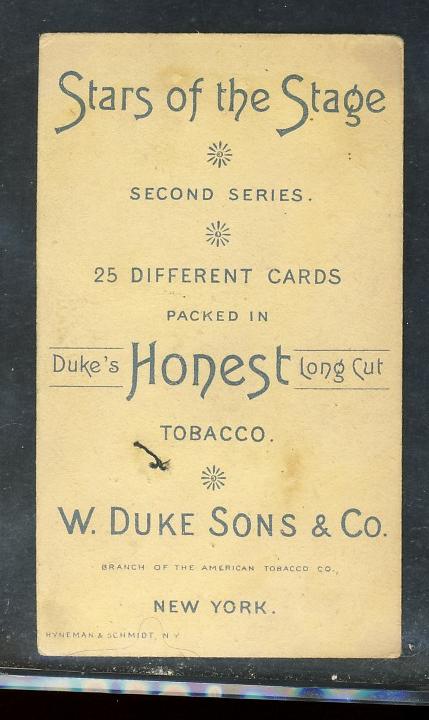 Stars of the Stage
SECOND SERIES.
25 DIFFERENT CARDS
PACKED IN
Duke's Honest Long Cut
TOBACCO.
W. DUKE SONS & CO.
BRANCH OF THE AMERICAN TOBACCO CO.,
NEW YORK.
HYNEMAN & SCHMIDT, N Y